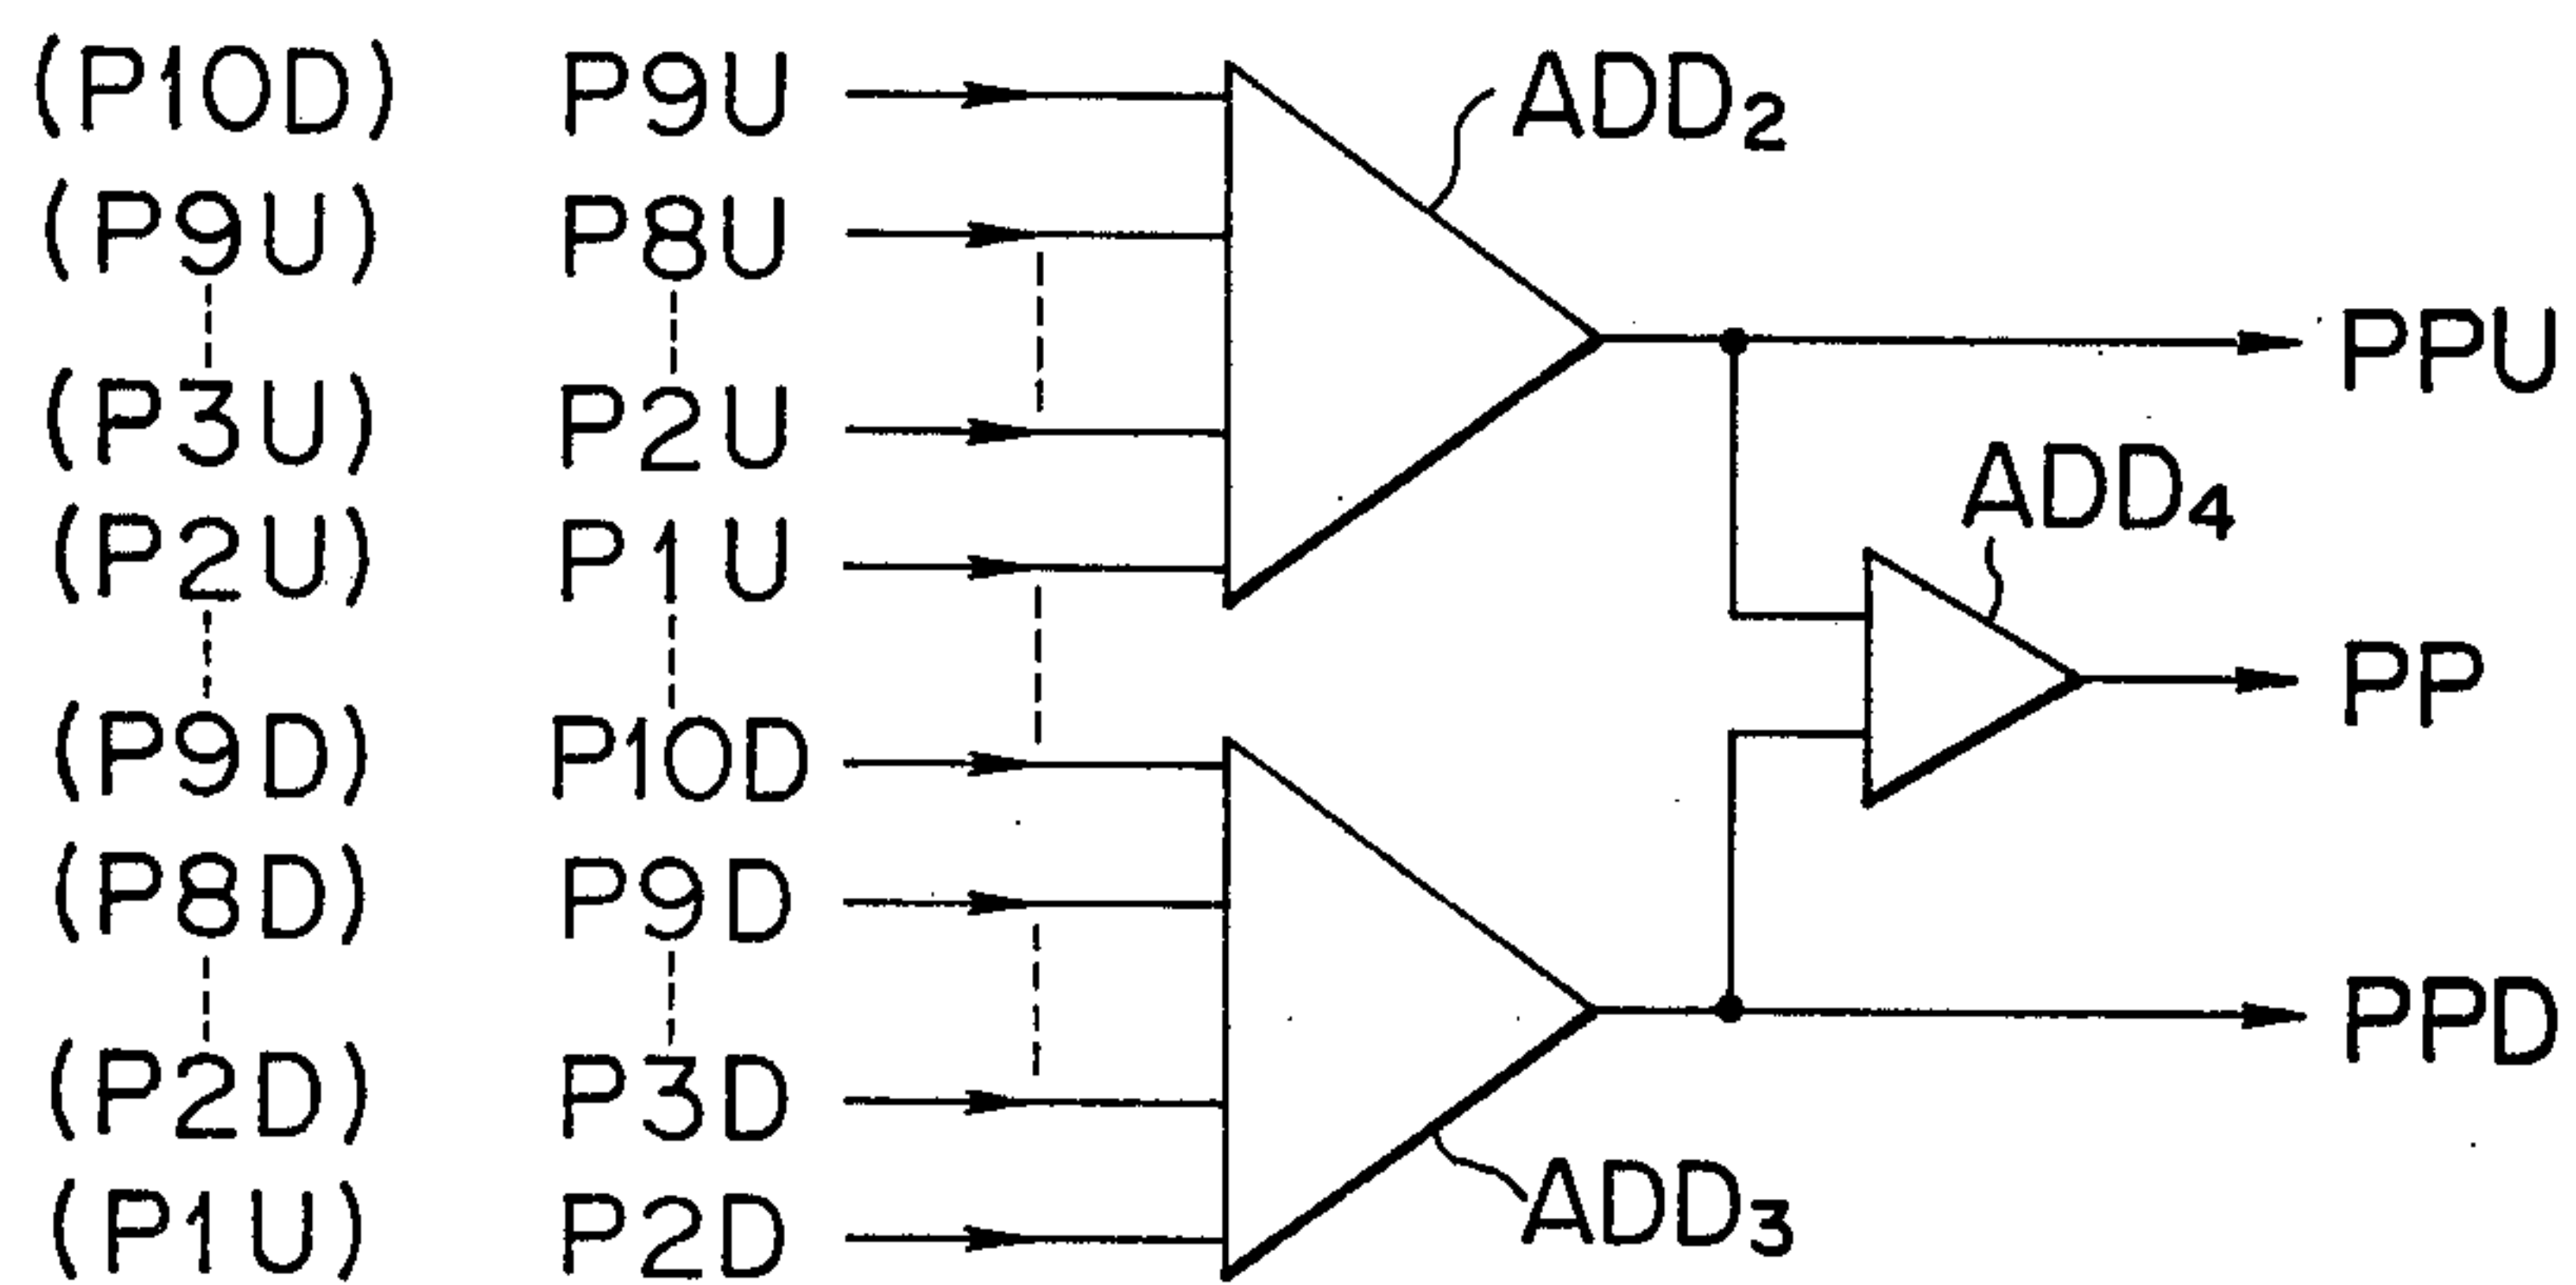 (P10D) P9U ADD2
(P9U) P8U
PPU
(P3U) P2U
ADD4
(P2U) P1U
PP
(P9D) P10D
(P8D) P9D
PPD
(P2D) P3D
ADD3
(P1U) P2D